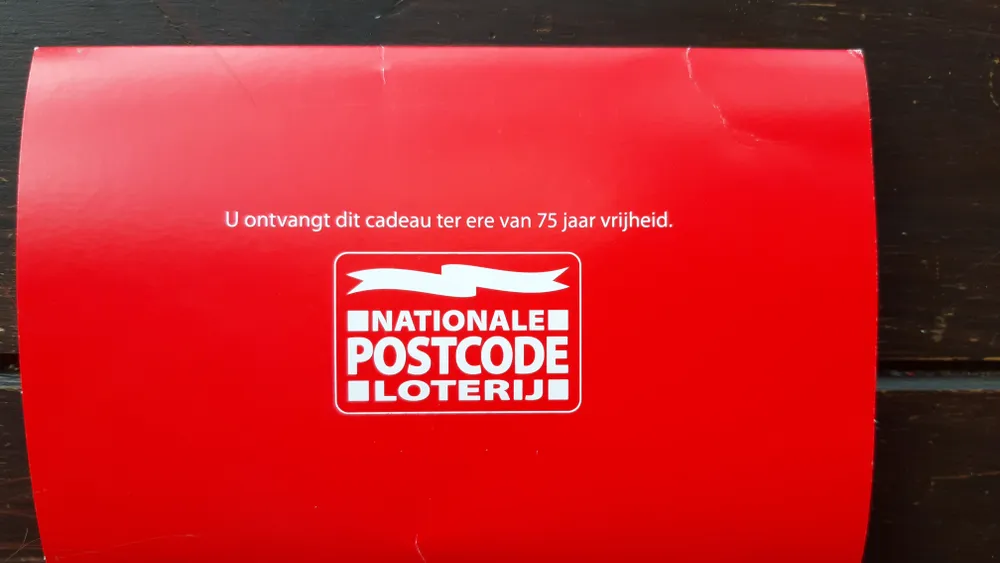 U ontvangt dit cadeau ter ere van 75 jaar vrijheid.
NATIONALE
POSTCODE
LOTERIJ